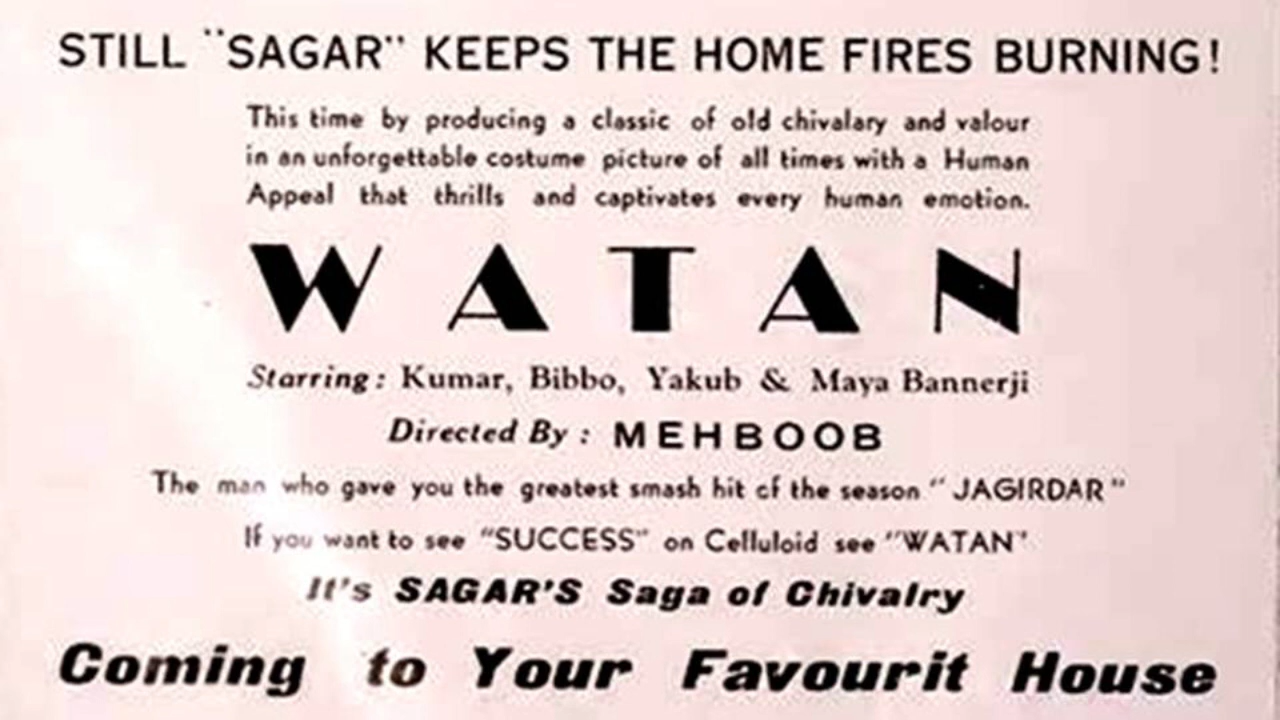 STILL "SAGAR" KEEPS THE HOME FIRES BURNING!
This time by producing a classic of old chivalary and valour
in an unforgettable costume picture of all times with a Human
Appeal that thrills and captivates every human emotion.
WATAN
Starring: Kumar, Bibbo, Yakub & Maya Bannerji
Directed By: MEHBOOB
The man who gave you the greatest smash hit of the season "JAGIRDAR"
If you want to see "SUCCESS" on Celluloid see "WATAN"
It's SAGAR'S Saga of Chivalry
Coming to Your Favourit House